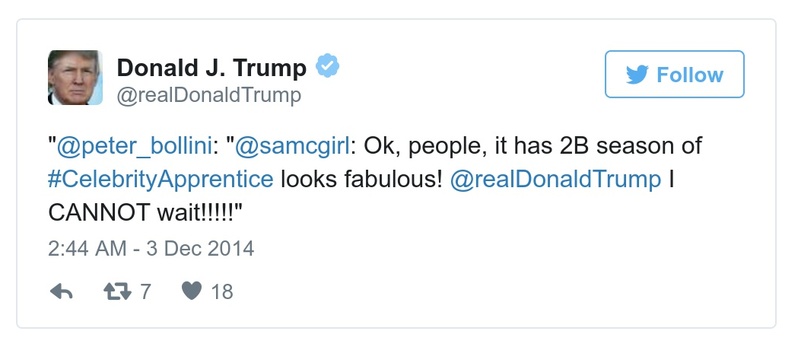 Donald J. Trump
@realDonaldTrump
Follow
"@peter_bollini: "@samcgirl: Ok, people, it has 2B season of
#CelebrityApprentice looks fabulous! @realDonaldTrump I
CANNOT wait!!!!!"
2:44 AM - 3 Dec 2014
7 18